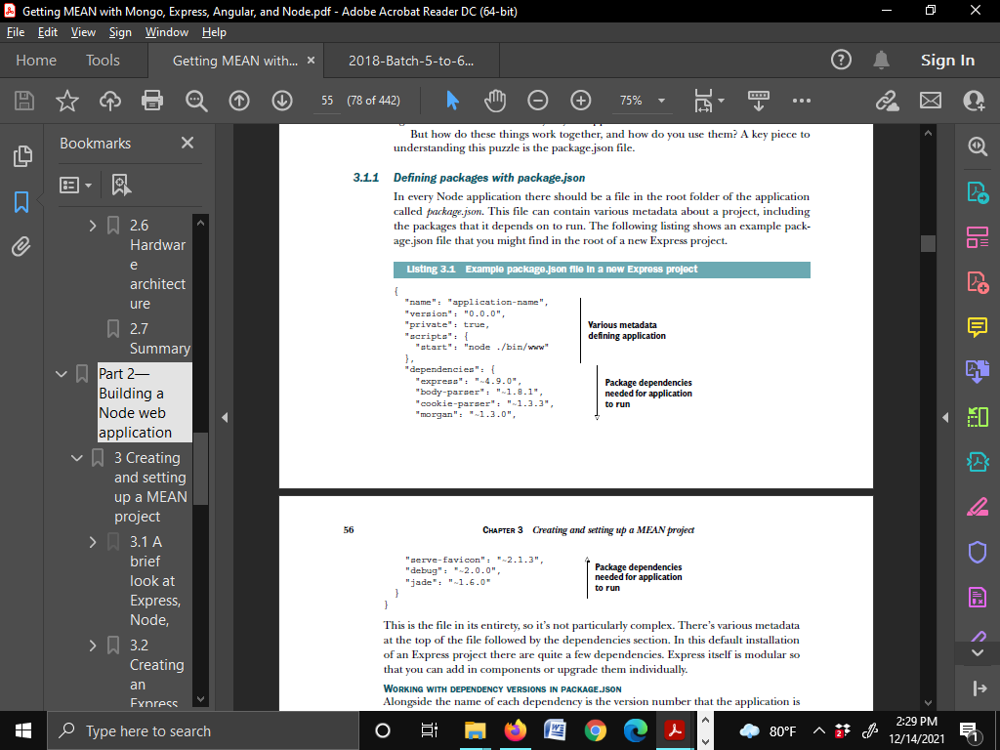 Getting MEAN with Mongo, Express, Angular, and Node.pdf - Adobe Acrobat Reader DC (64-bit)
File Edit View Sign Window Help
Home Tools Getting MEAN with... × 2018-Batch-5-to-6... ? Sign In
55 (78 of 442) 75%
Bookmarks
2.6
Hardwar
e
architect
ure
2.7
Summary
Part 2—
Building a
Node web
application
3 Creating
and setting
up a MEAN
project
3.1 A
brief
look at
Express,
Node,
3.2
Creating
an
Express
But how do these things work together, and how do you use them? A key piece to
understanding this puzzle is the package.json file.
3.1.1 Defining packages with package.json
In every Node application there should be a file in the root folder of the application
called package.json. This file can contain various metadata about a project, including
the packages that it depends on to run. The following listing shows an example pack-
age.json file that you might find in the root of a new Express project.
Listing 3.1 Example package.json file in a new Express project
{
"name": "application-name",
"version": "0.0.0",
"private": true,
"scripts": {
"start": "node ./bin/www"
},
Various metadata
defining application
"dependencies": {
"express": "~4.9.0",
"body-parser": "~1.8.1",
"cookie-parser": "~1.3.3",
"morgan": "~1.3.0",
Package dependencies
needed for application
to run
56 CHAPTER 3 Creating and setting up a MEAN project
"serve-favicon": "~2.1.3",
"debug": "~2.0.0",
"jade": "~1.6.0"
}
}
Package dependencies
needed for application
to run
This is the file in its entirety, so it's not particularly complex. There's various metadata
at the top of the file followed by the dependencies section. In this default installation
of an Express project there are quite a few dependencies. Express itself is modular so
that you can add in components or upgrade them individually.
WORKING WITH DEPENDENCY VERSIONS IN PACKAGE.JSON
Alongside the name of each dependency is the version number that the application is
Type here to search
80°F
2
2:29 PM
12/14/2021
1